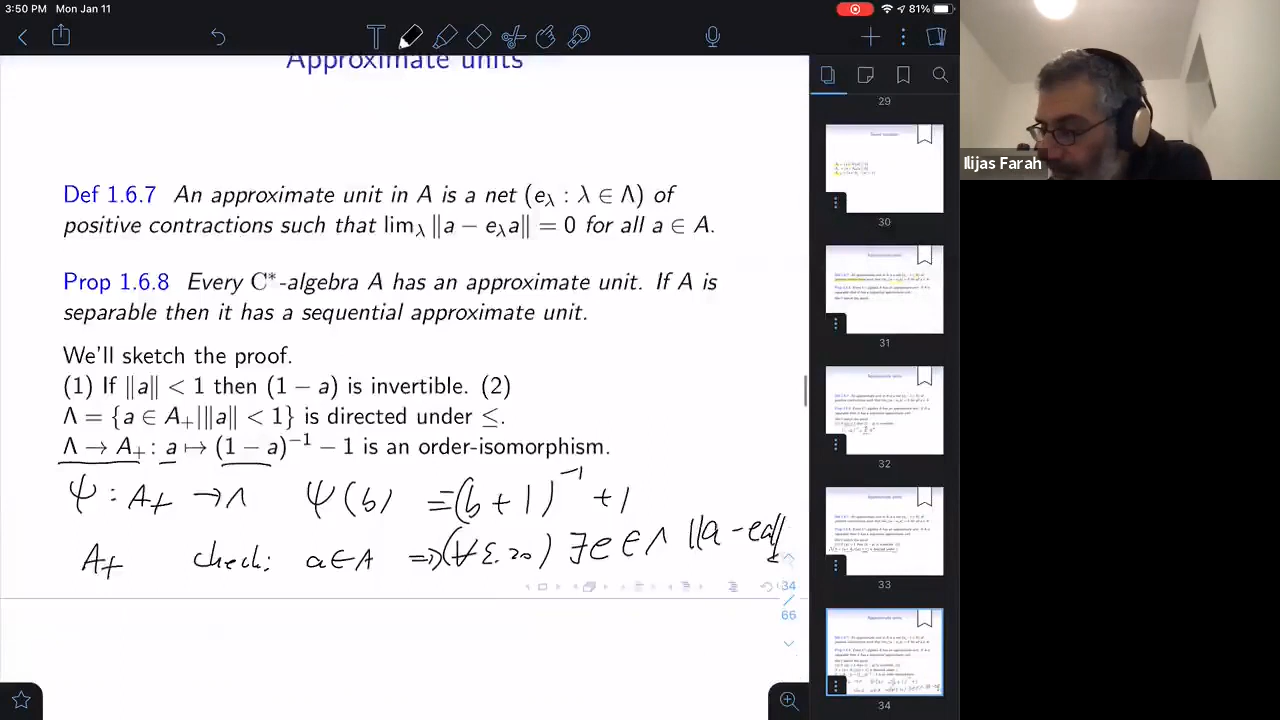 3:50 PM Mon Jan 11
81%
Approximate units
Def 1.6.7 An approximate unit in A is a net (e_λ : λ ∈ Λ) of
positive contractions such that lim_λ ‖a − e_λ a‖ = 0 for all a ∈ A.
Prop 1.6.8 Every C*-algebra A has an approximate unit. If A is
separable then it has a sequential approximate unit.
We'll sketch the proof.
(1) If ‖a‖ < 1 then (1 − a) is invertible. (2)
Λ = {a ∈ A₊|‖a‖ < 1} is directed under ≤.
Λ → A₊: a ↦ (1 − a)⁻¹ − 1 is an order-isomorphism.
Ψ : A₊ → Λ Ψ(b) = (b + 1)⁻¹ + 1
A₊ Check: a ∈ A ⇒ (∀ ε > 0) ∃e ∈ Λ ‖a − ea‖
34
66
29
30
31
32
33
34
Ilijas Farah